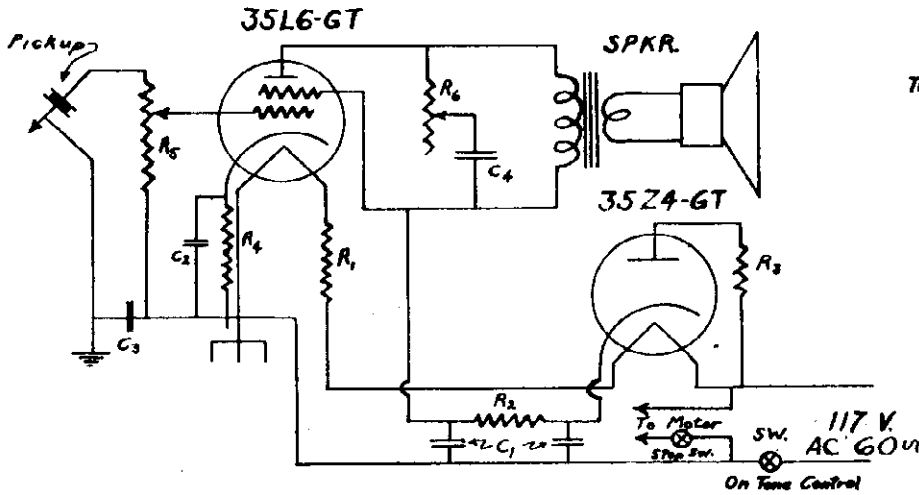 35L6-GT
Pickup
SPKR.
R6
R5
C4
35Z4-GT
C2
R4
R1
R3
C3
R2
To Motor
117 V.
C1
Stop Sw.
SW.
AC 60
On Tone Control